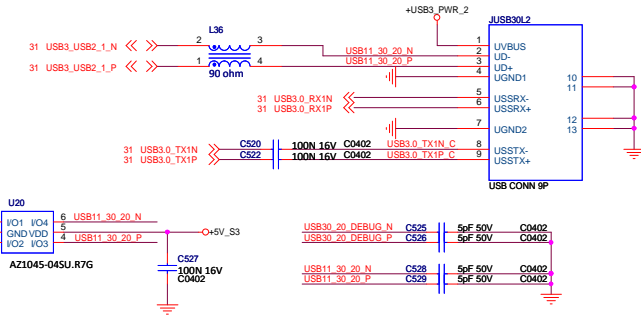 +USB3_PWR_2
JUSB30L2
L36
31 USB3_USB2_1_N 2 3 USB11_30_20_N 1 UVBUS
2 UD-
31 USB3_USB2_1_P 1 4 USB11_30_20_P 3 UD+
90 ohm 4 UGND1 10
11
31 USB3.0_RX1N 5 USSRX-
31 USB3.0_RX1P 6 USSRX+
7 UGND2 12
13
31 USB3.0_TX1N C520 100N 16V C0402 USB3.0_TX1N_C 8 USSTX-
31 USB3.0_TX1P C522 100N 16V C0402 USB3.0_TX1P_C 9 USSTX+
USB CONN 9P
U20
I/O1 I/O4 6 USB11_30_20_N
GND VDD 5 +5V_S3
I/O2 I/O3 4 USB11_30_20_P
AZ1045-04SU.R7G
C527
100N 16V
C0402
USB30_20_DEBUG_N C525 5pF 50V C0402
USB30_20_DEBUG_P C526 5pF 50V C0402
USB11_30_20_N C528 5pF 50V C0402
USB11_30_20_P C529 5pF 50V C0402